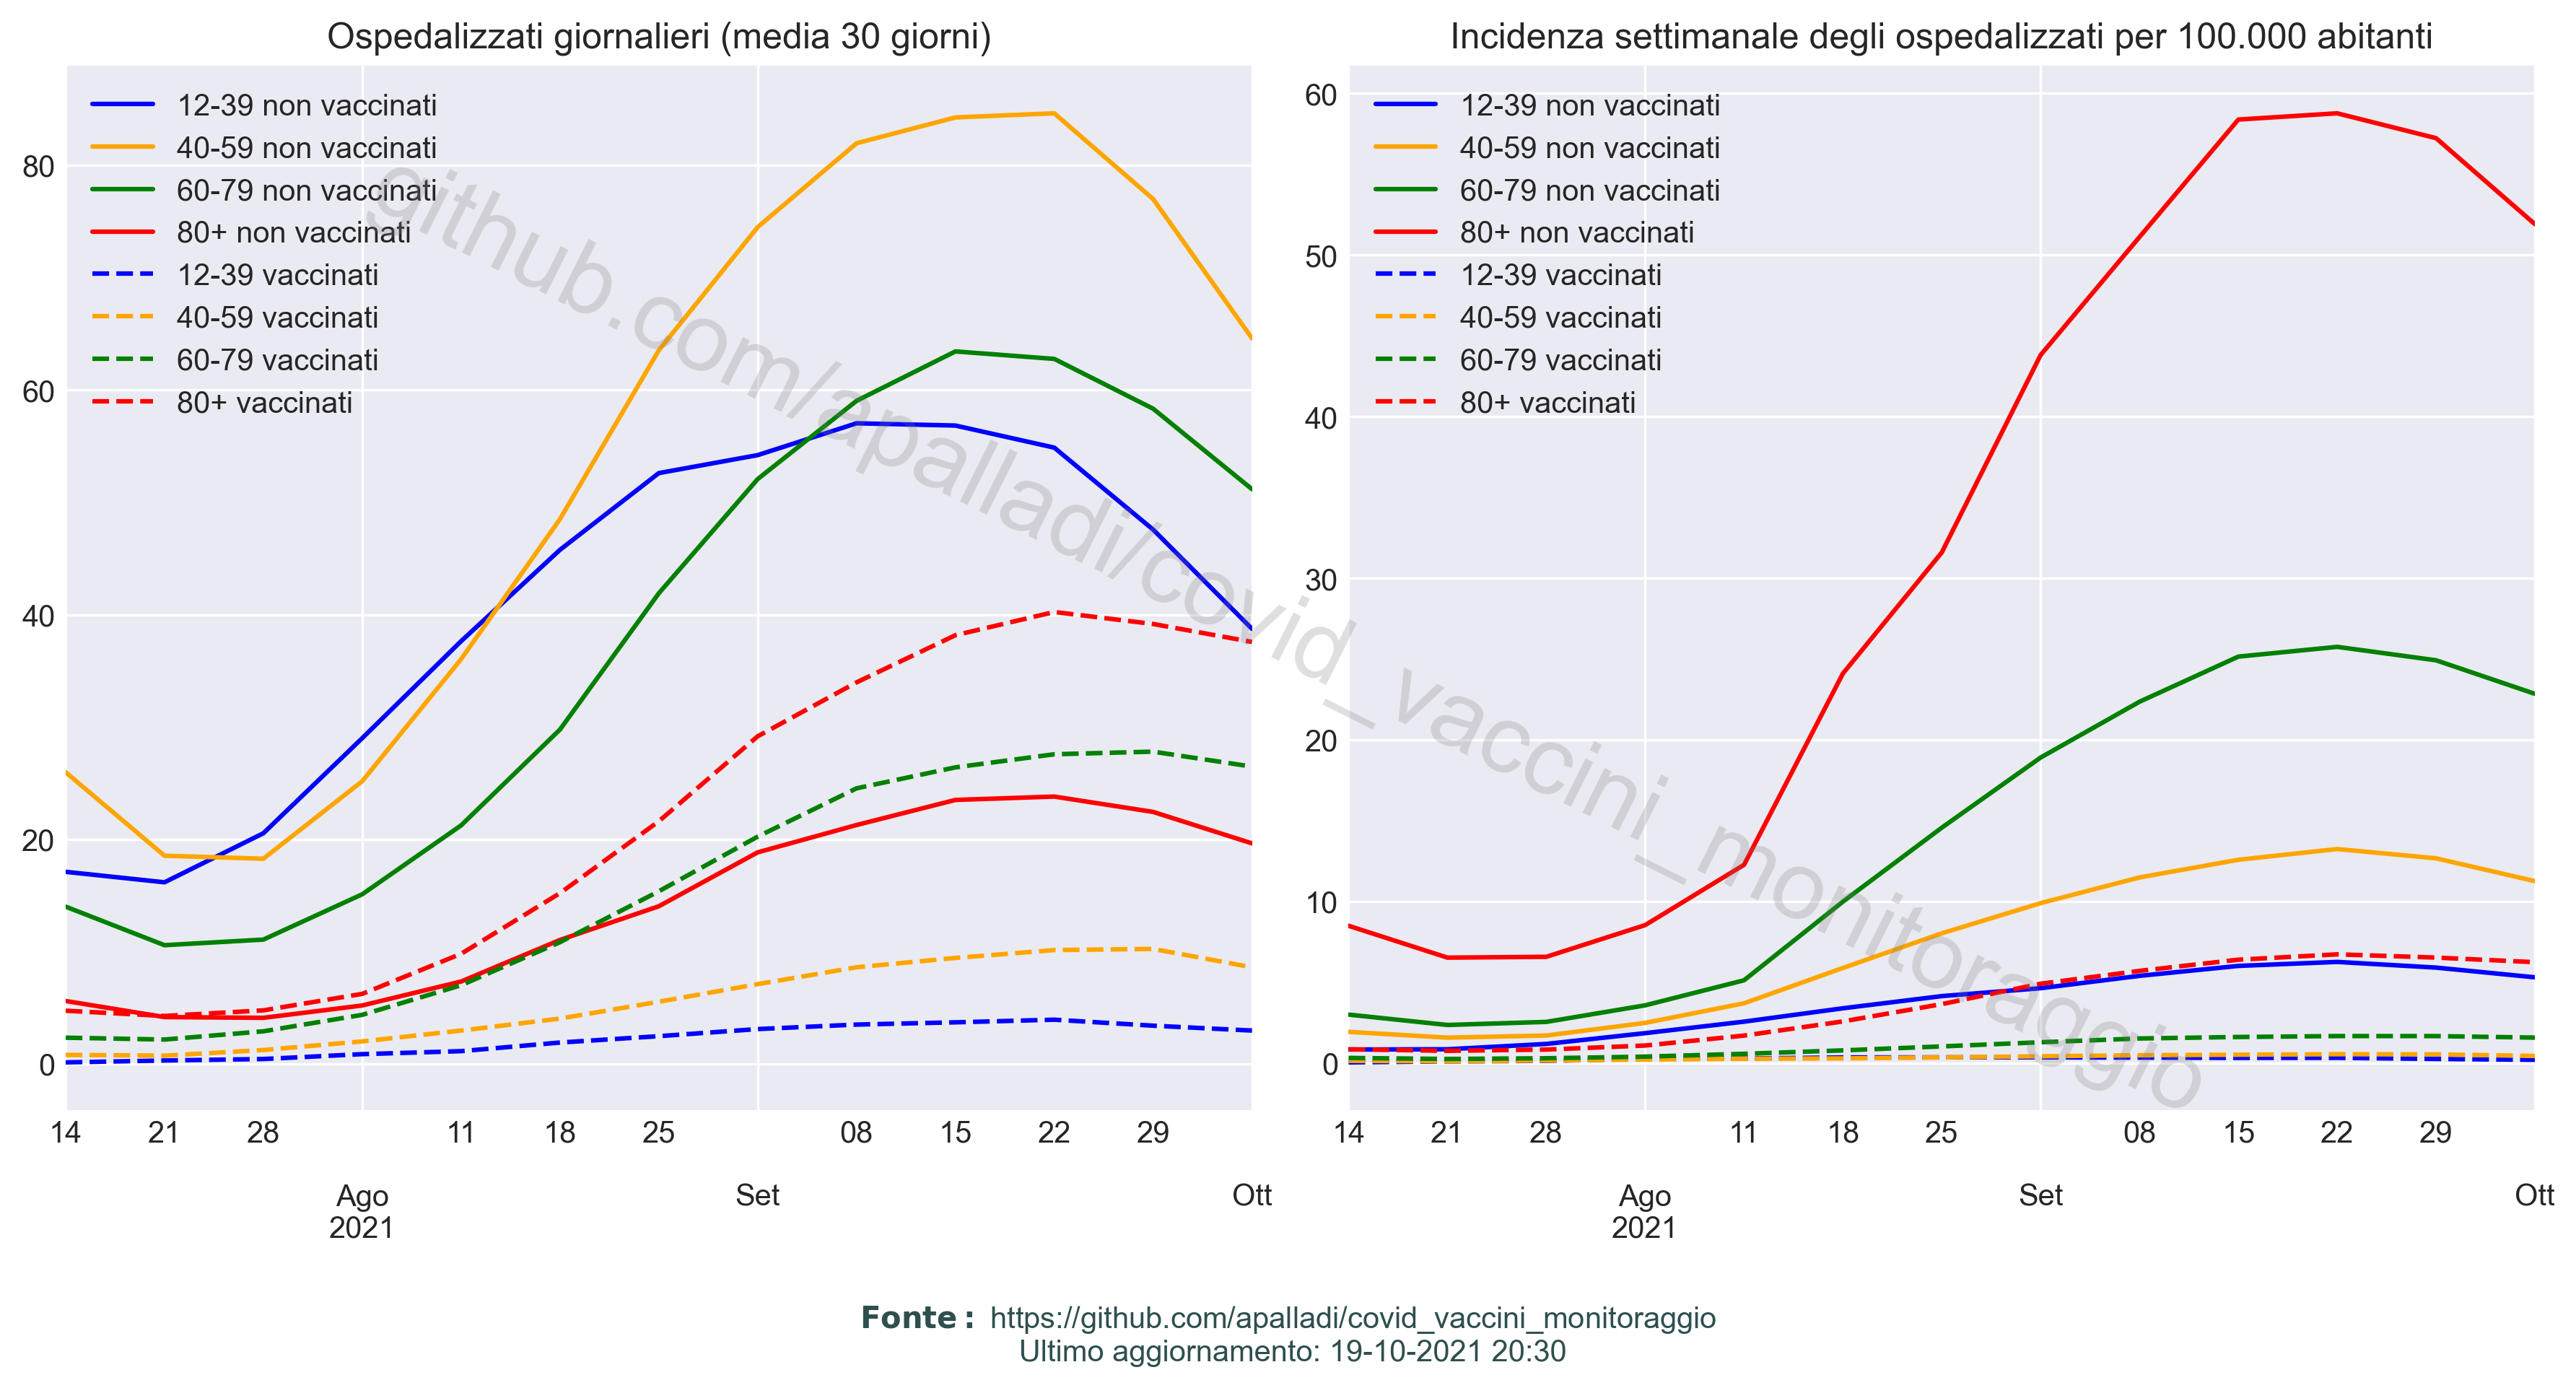 Ospedalizzati giornalieri (media 30 giorni)
80
60
40
20
0
12-39 non vaccinati
40-59 non vaccinati
60-79 non vaccinati
80+ non vaccinati
12-39 vaccinati
40-59 vaccinati
60-79 vaccinati
80+ vaccinati
14 21 28 11 18 25 08 15 22 29
Ago Set Ott
2021
Incidenza settimanale degli ospedalizzati per 100.000 abitanti
60
50
40
30
20
10
0
12-39 non vaccinati
40-59 non vaccinati
60-79 non vaccinati
80+ non vaccinati
12-39 vaccinati
40-59 vaccinati
60-79 vaccinati
80+ vaccinati
14 21 28 11 18 25 08 15 22 29
Ago Set Ott
2021
github.com/apalladi/covid_vaccini_monitoraggio
Fonte: https://github.com/apalladi/covid_vaccini_monitoraggio
Ultimo aggiornamento: 19-10-2021 20:30